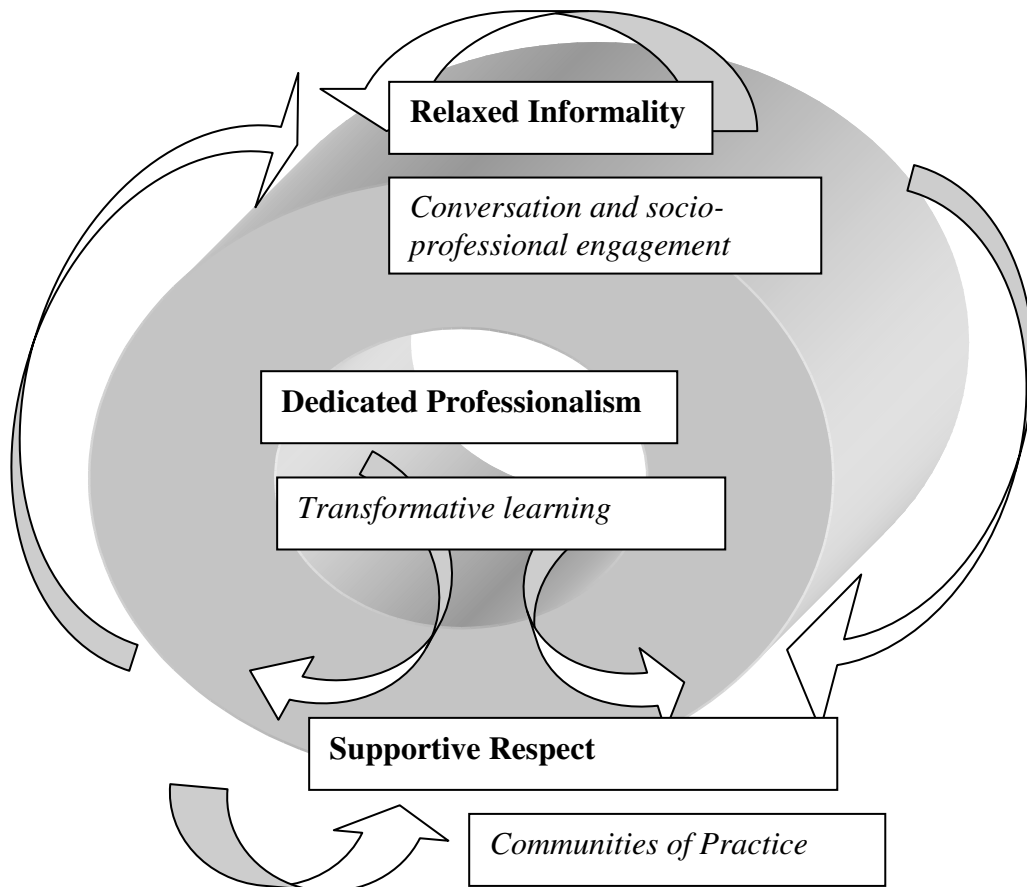 Relaxed Informality
Conversation and socio-
professional engagement
Dedicated Professionalism
Transformative learning
Supportive Respect
Communities of Practice